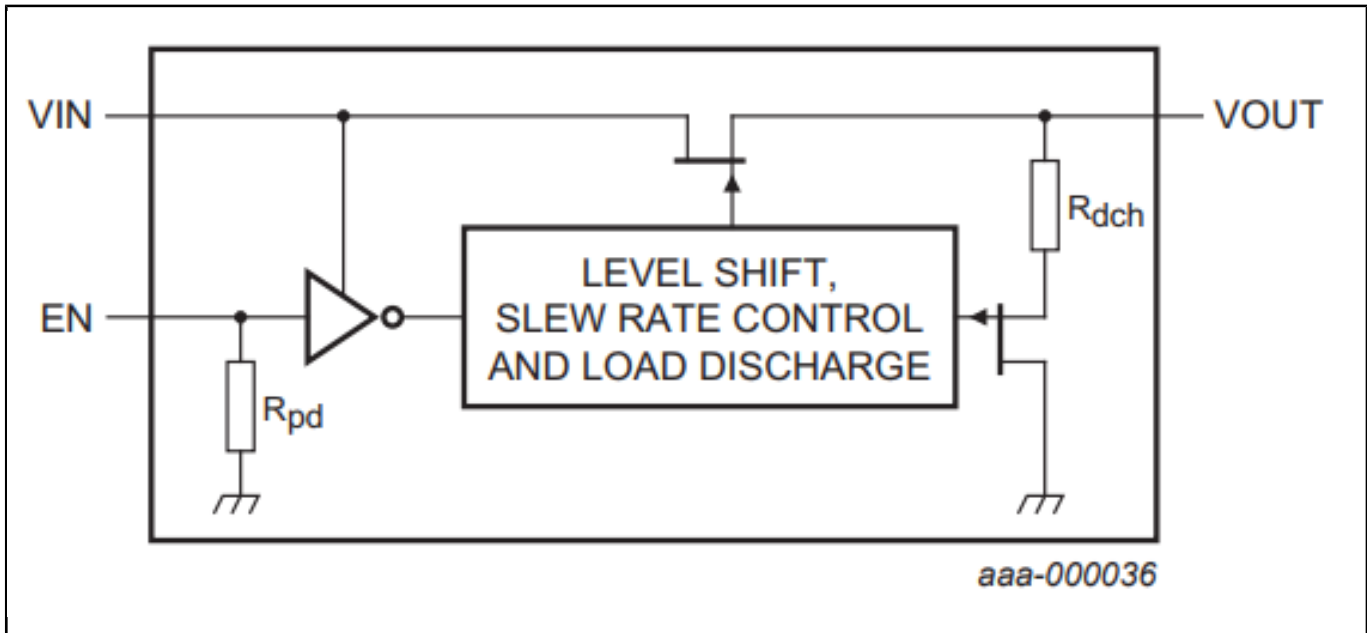 VIN
VOUT
Rdch
LEVEL SHIFT,
SLEW RATE CONTROL
AND LOAD DISCHARGE
EN
Rpd
aaa-000036